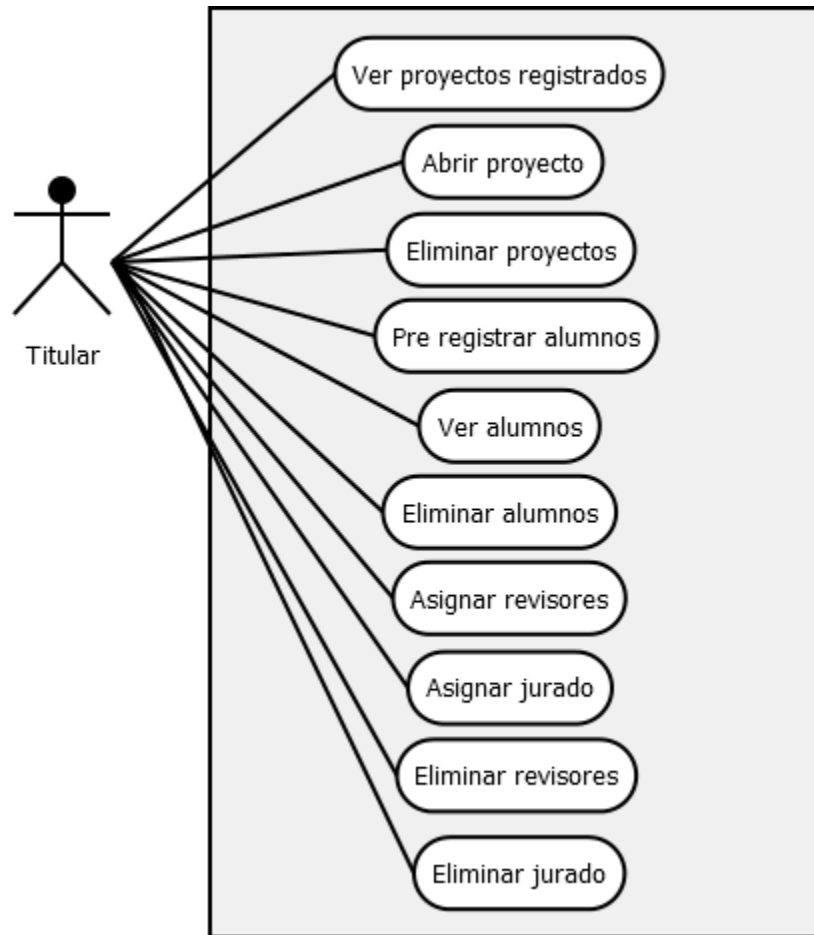 Ver proyectos registrados
Abrir proyecto
Eliminar proyectos
Pre registrar alumnos
Titular
Ver alumnos
Eliminar alumnos
Asignar revisores
Asignar jurado
Eliminar revisores
Eliminar jurado